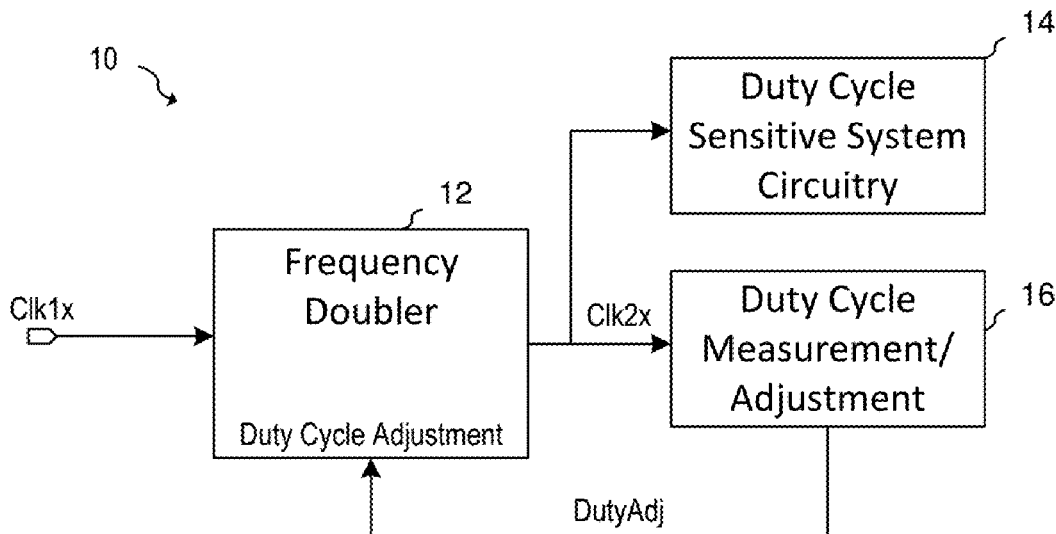 10
14
Duty Cycle
Sensitive System
Circuitry
12
Frequency
Doubler
Clk1x
Clk2x
Duty Cycle
Measurement/
Adjustment
16
Duty Cycle Adjustment
DutyAdj